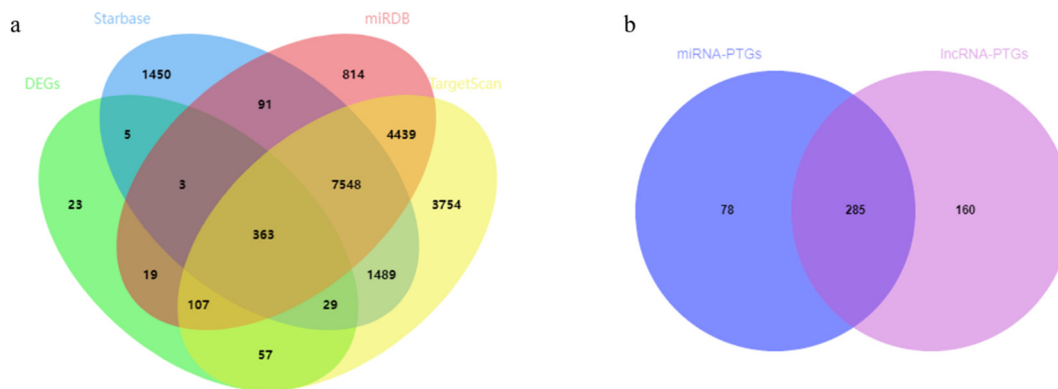 a
Starbase
miRDB
DEGs
TargetScan
1450
814
91
5
4439
3
7548
23
3754
363
19
1489
107
29
57
b
miRNA-PTGs
lncRNA-PTGs
78
285
160